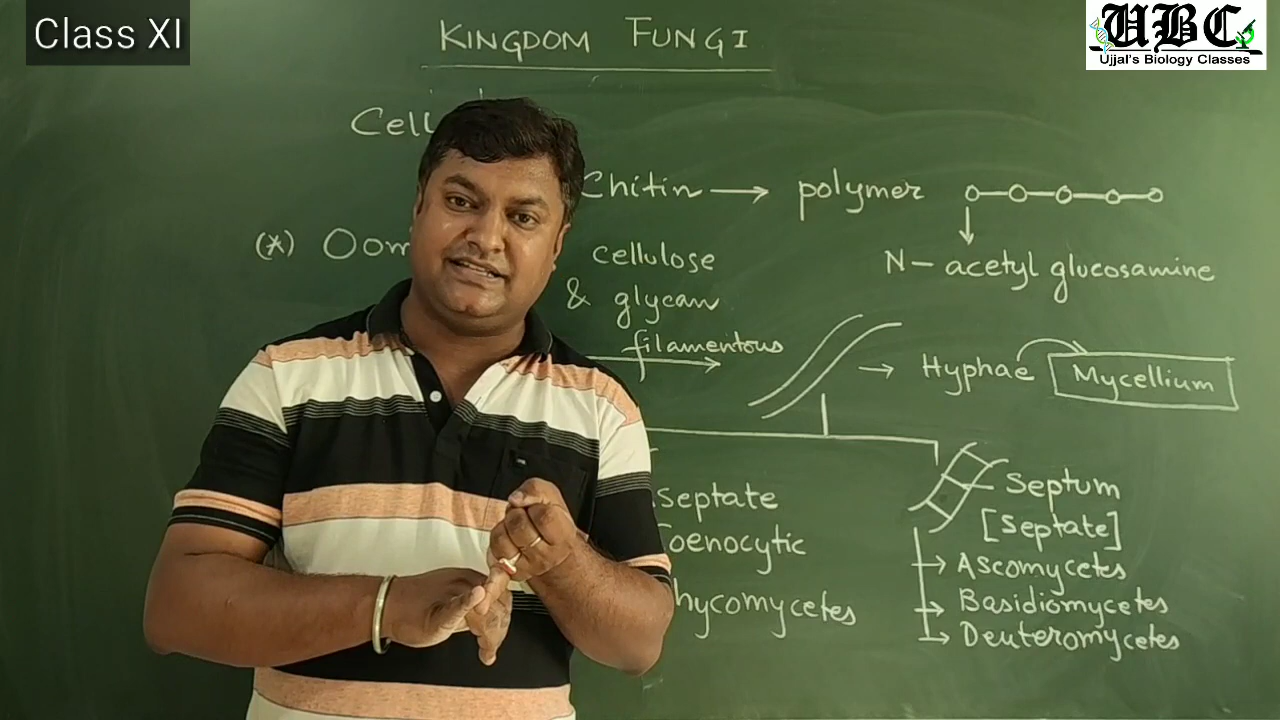 Class XI
UBC
Ujjal's Biology Classes
KINGDOM FUNGI
Cell
Chitin → polymer
(*) Oom
cellulose
& glycan
N-acetyl glucosamine
filamentous
→ Hyphae Mycellium
septate
oenocytic
hycomycetes
Septum
[septate]
→ Ascomycetes
→ Basidiomycetes
→ Deuteromycetes